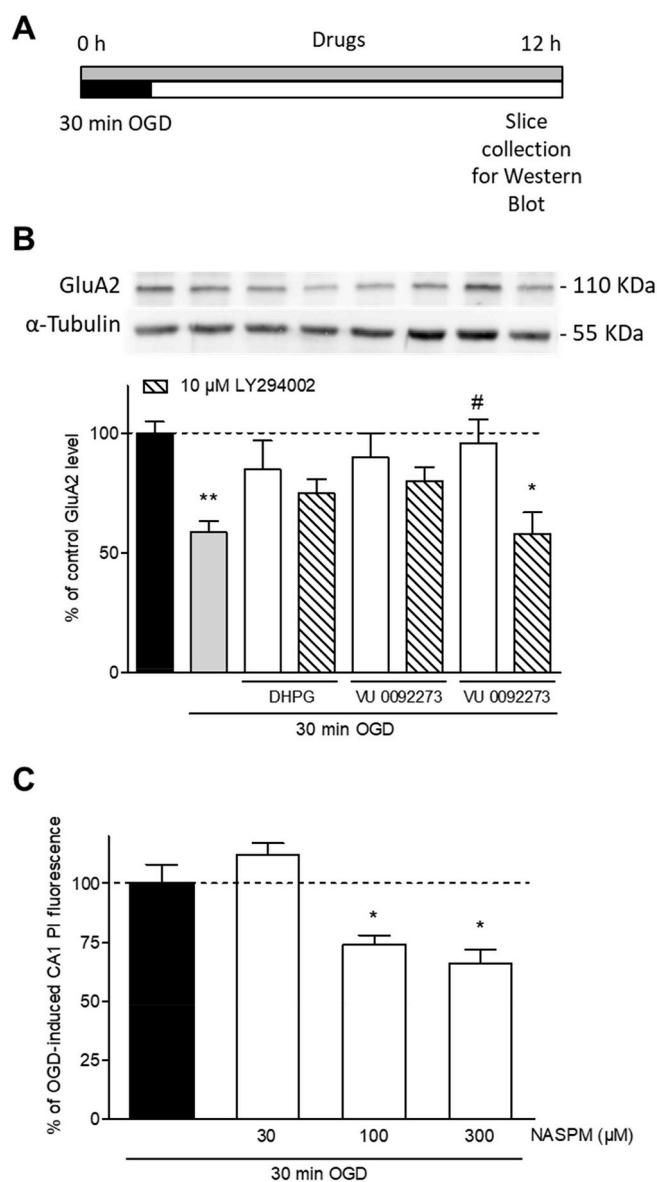 A
0 h Drugs 12 h
30 min OGD
Slice
collection
for Western
Blot
B
GluA2 - 110 KDa
α-Tubulin - 55 KDa
10 µM LY294002
% of control GluA2 level
100
50
0
**
#
*
DHPG VU 0092273 VU 0092273
30 min OGD
C
% of OGD-induced CA1 PI fluorescence
100
75
50
25
0
* *
30 100 300 NASPM (µM)
30 min OGD